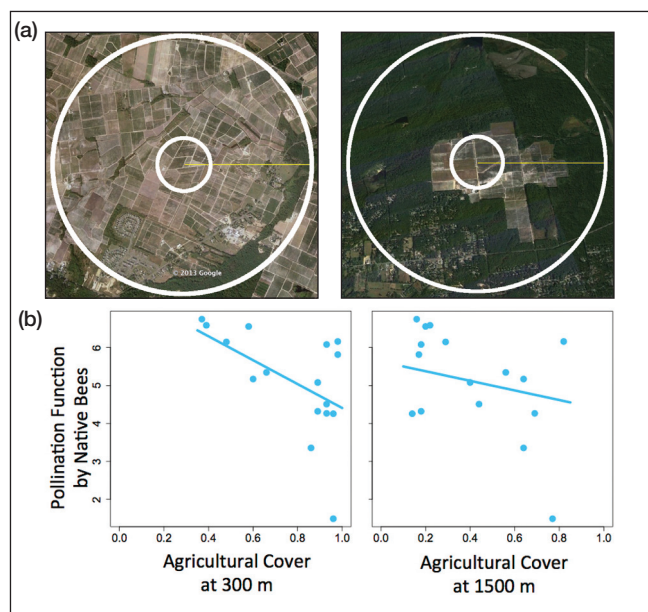 (a)
© 2013 Google
(b)
Pollination Function
by Native Bees
6
5
4
3
2
0.0 0.2 0.4 0.6 0.8 1.0
0.0 0.2 0.4 0.6 0.8 1.0
Agricultural Cover
at 300 m
Agricultural Cover
at 1500 m